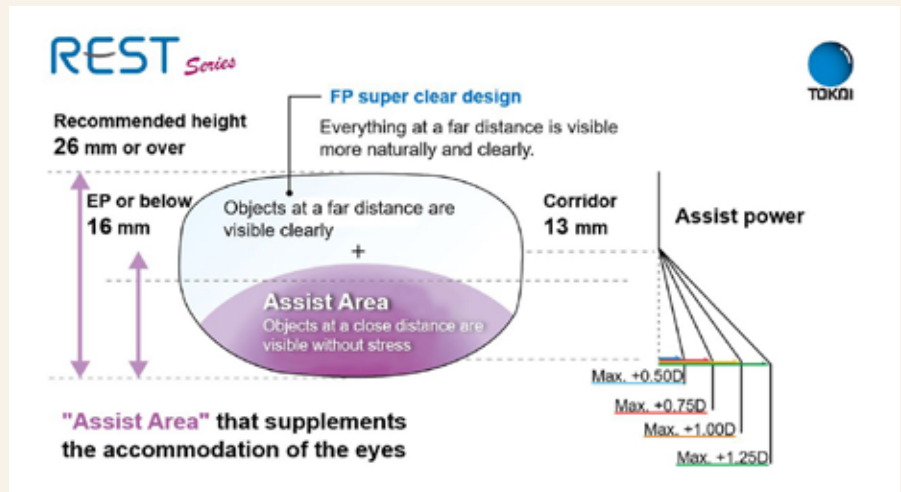 REST Series
TOKAI
FP super clear design
Everything at a far distance is visible
more naturally and clearly.
Recommended height
26 mm or over
EP or below
16 mm
Objects at a far distance are
visible clearly
+
Corridor
13 mm
Assist power
Assist Area
Objects at a close distance are
visible without stress
Max. +0.50D
Max. +0.75D
Max. +1.00D
Max. +1.25D
"Assist Area" that supplements
the accommodation of the eyes